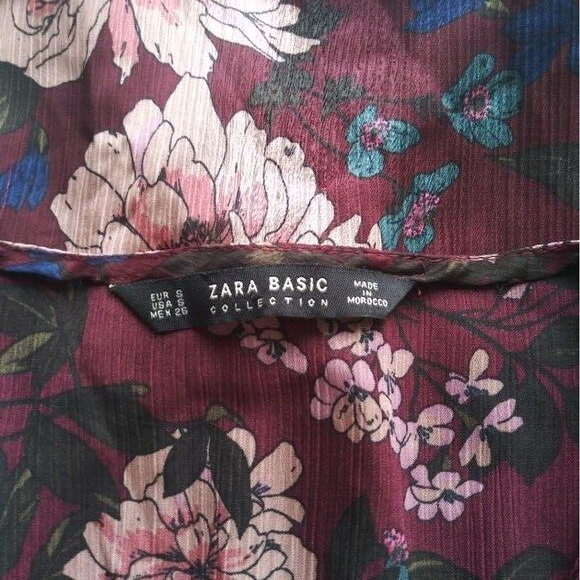 EUR S
USA S
MEX 26
ZARA BASIC
COLLECTION
MADE
IN
MOROCCO